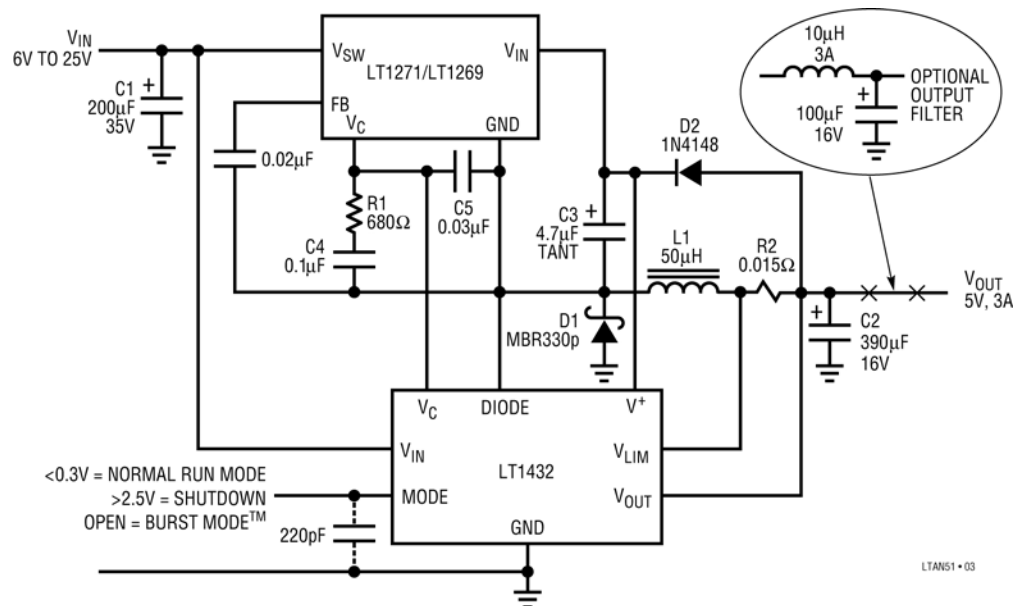 VIN
6V TO 25V
C1
200µF
35V
+
VSW
VIN
LT1271/LT1269
FB
VC
GND
0.02µF
R1
680Ω
C4
0.1µF
C5
0.03µF
D2
1N4148
+
C3
4.7µF
TANT
L1
50µH
R2
0.015Ω
D1
MBR330p
10µH
3A
+
100µF
16V
OPTIONAL
OUTPUT
FILTER
VOUT
5V, 3A
+
C2
390µF
16V
VC
DIODE
V+
VIN
VLIM
LT1432
MODE
VOUT
GND
<0.3V = NORMAL RUN MODE
>2.5V = SHUTDOWN
OPEN = BURST MODE™
220pF
LTAN51 • 03